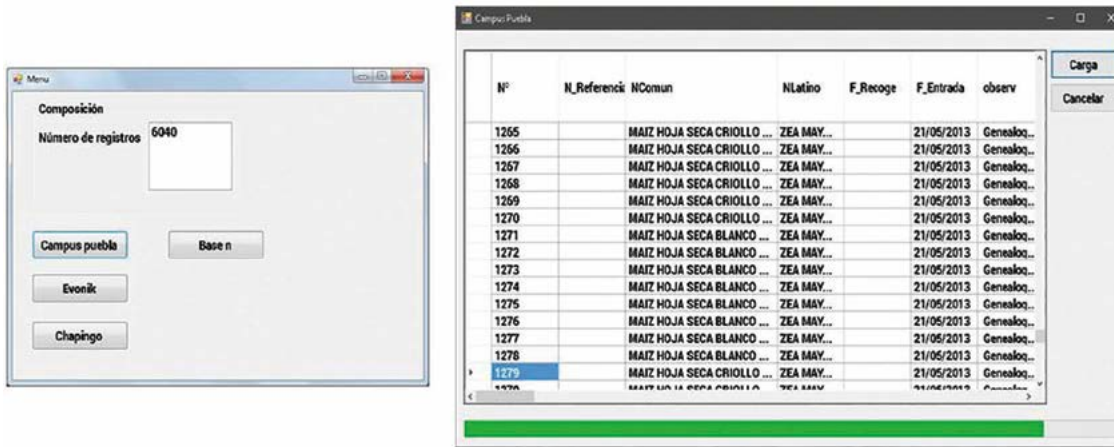 Menu
Composición
Número de registros 6040
Campus puebla Base n
Evonik
Chapingo
Campus Puebla
Nº N_Referencia NComun NLatino F_Recoge F_Entrada observ
1265 MAIZ HOJA SECA CRIOLLO ... ZEA MAY... 21/05/2013 Genealog...
1266 MAIZ HOJA SECA CRIOLLO ... ZEA MAY... 21/05/2013 Genealog...
1267 MAIZ HOJA SECA CRIOLLO ... ZEA MAY... 21/05/2013 Genealog...
1268 MAIZ HOJA SECA CRIOLLO ... ZEA MAY... 21/05/2013 Genealog...
1269 MAIZ HOJA SECA CRIOLLO ... ZEA MAY... 21/05/2013 Genealog...
1270 MAIZ HOJA SECA CRIOLLO ... ZEA MAY... 21/05/2013 Genealog...
1271 MAIZ HOJA SECA BLANCO ... ZEA MAY... 21/05/2013 Genealog...
1272 MAIZ HOJA SECA BLANCO ... ZEA MAY... 21/05/2013 Genealog...
1273 MAIZ HOJA SECA BLANCO ... ZEA MAY... 21/05/2013 Genealog...
1274 MAIZ HOJA SECA BLANCO ... ZEA MAY... 21/05/2013 Genealog...
1275 MAIZ HOJA SECA BLANCO ... ZEA MAY... 21/05/2013 Genealog...
1276 MAIZ HOJA SECA BLANCO ... ZEA MAY... 21/05/2013 Genealog...
1277 MAIZ HOJA SECA BLANCO ... ZEA MAY... 21/05/2013 Genealog...
1278 MAIZ HOJA SECA BLANCO ... ZEA MAY... 21/05/2013 Genealog...
1279 MAIZ HOJA SECA CRIOLLO ... ZEA MAY... 21/05/2013 Genealog...
Carga
Cancelar